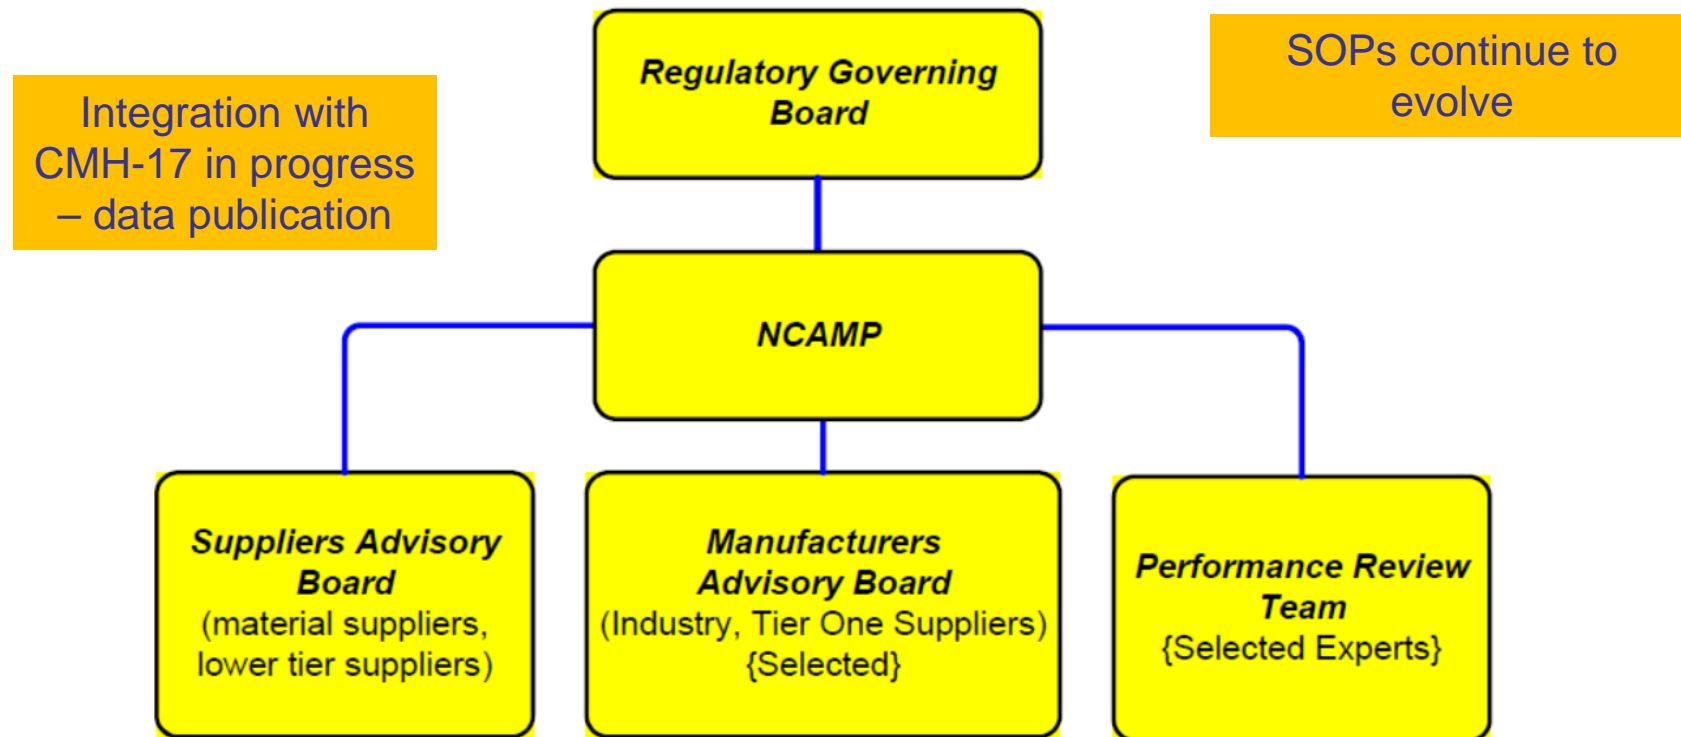 Regulatory Governing
Board
SOPs continue to
evolve
Integration with
CMH-17 in progress
– data publication
NCAMP
Suppliers Advisory
Board
(material suppliers,
lower tier suppliers)
Manufacturers
Advisory Board
(Industry, Tier One Suppliers)
{Selected}
Performance Review
Team
{Selected Experts}